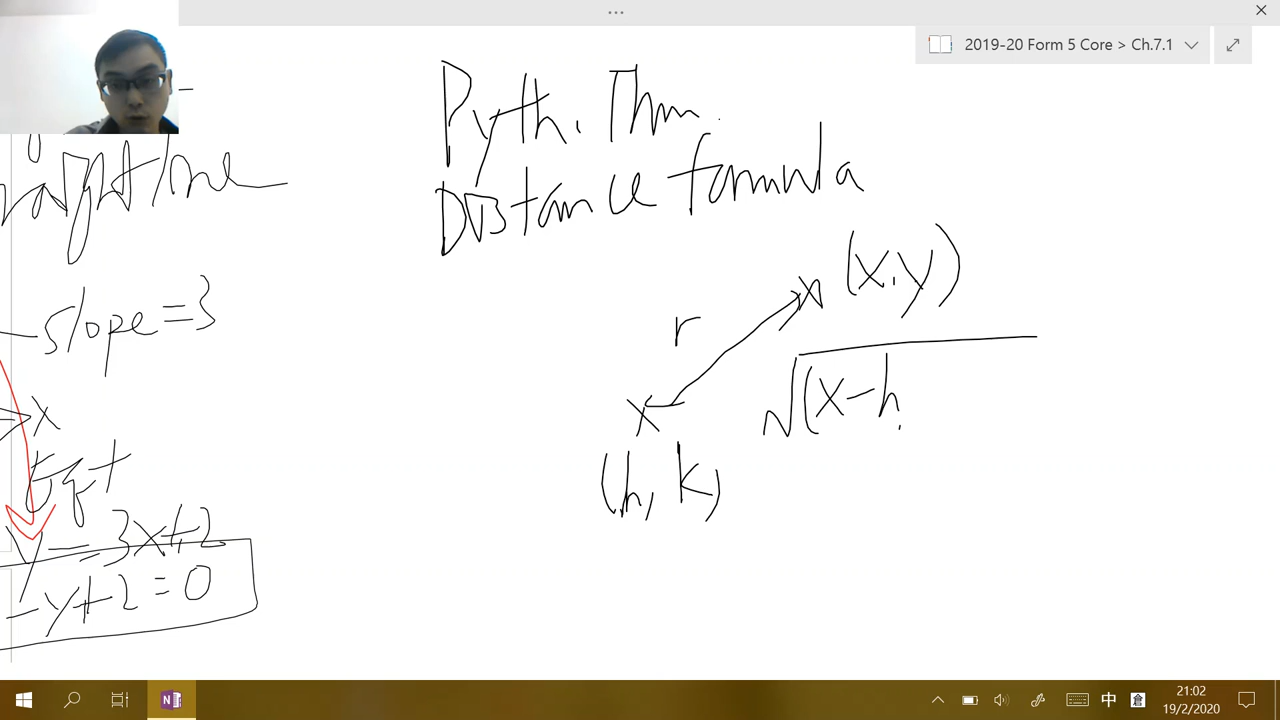 2019-20 Form 5 Core > Ch.7.1
Pyth. Thm.
Distance formula
(x,y)
r
√(x-h
(h, k)
slope=3
x
y=3x+2
-y+2=0
中
21:02
19/2/2020